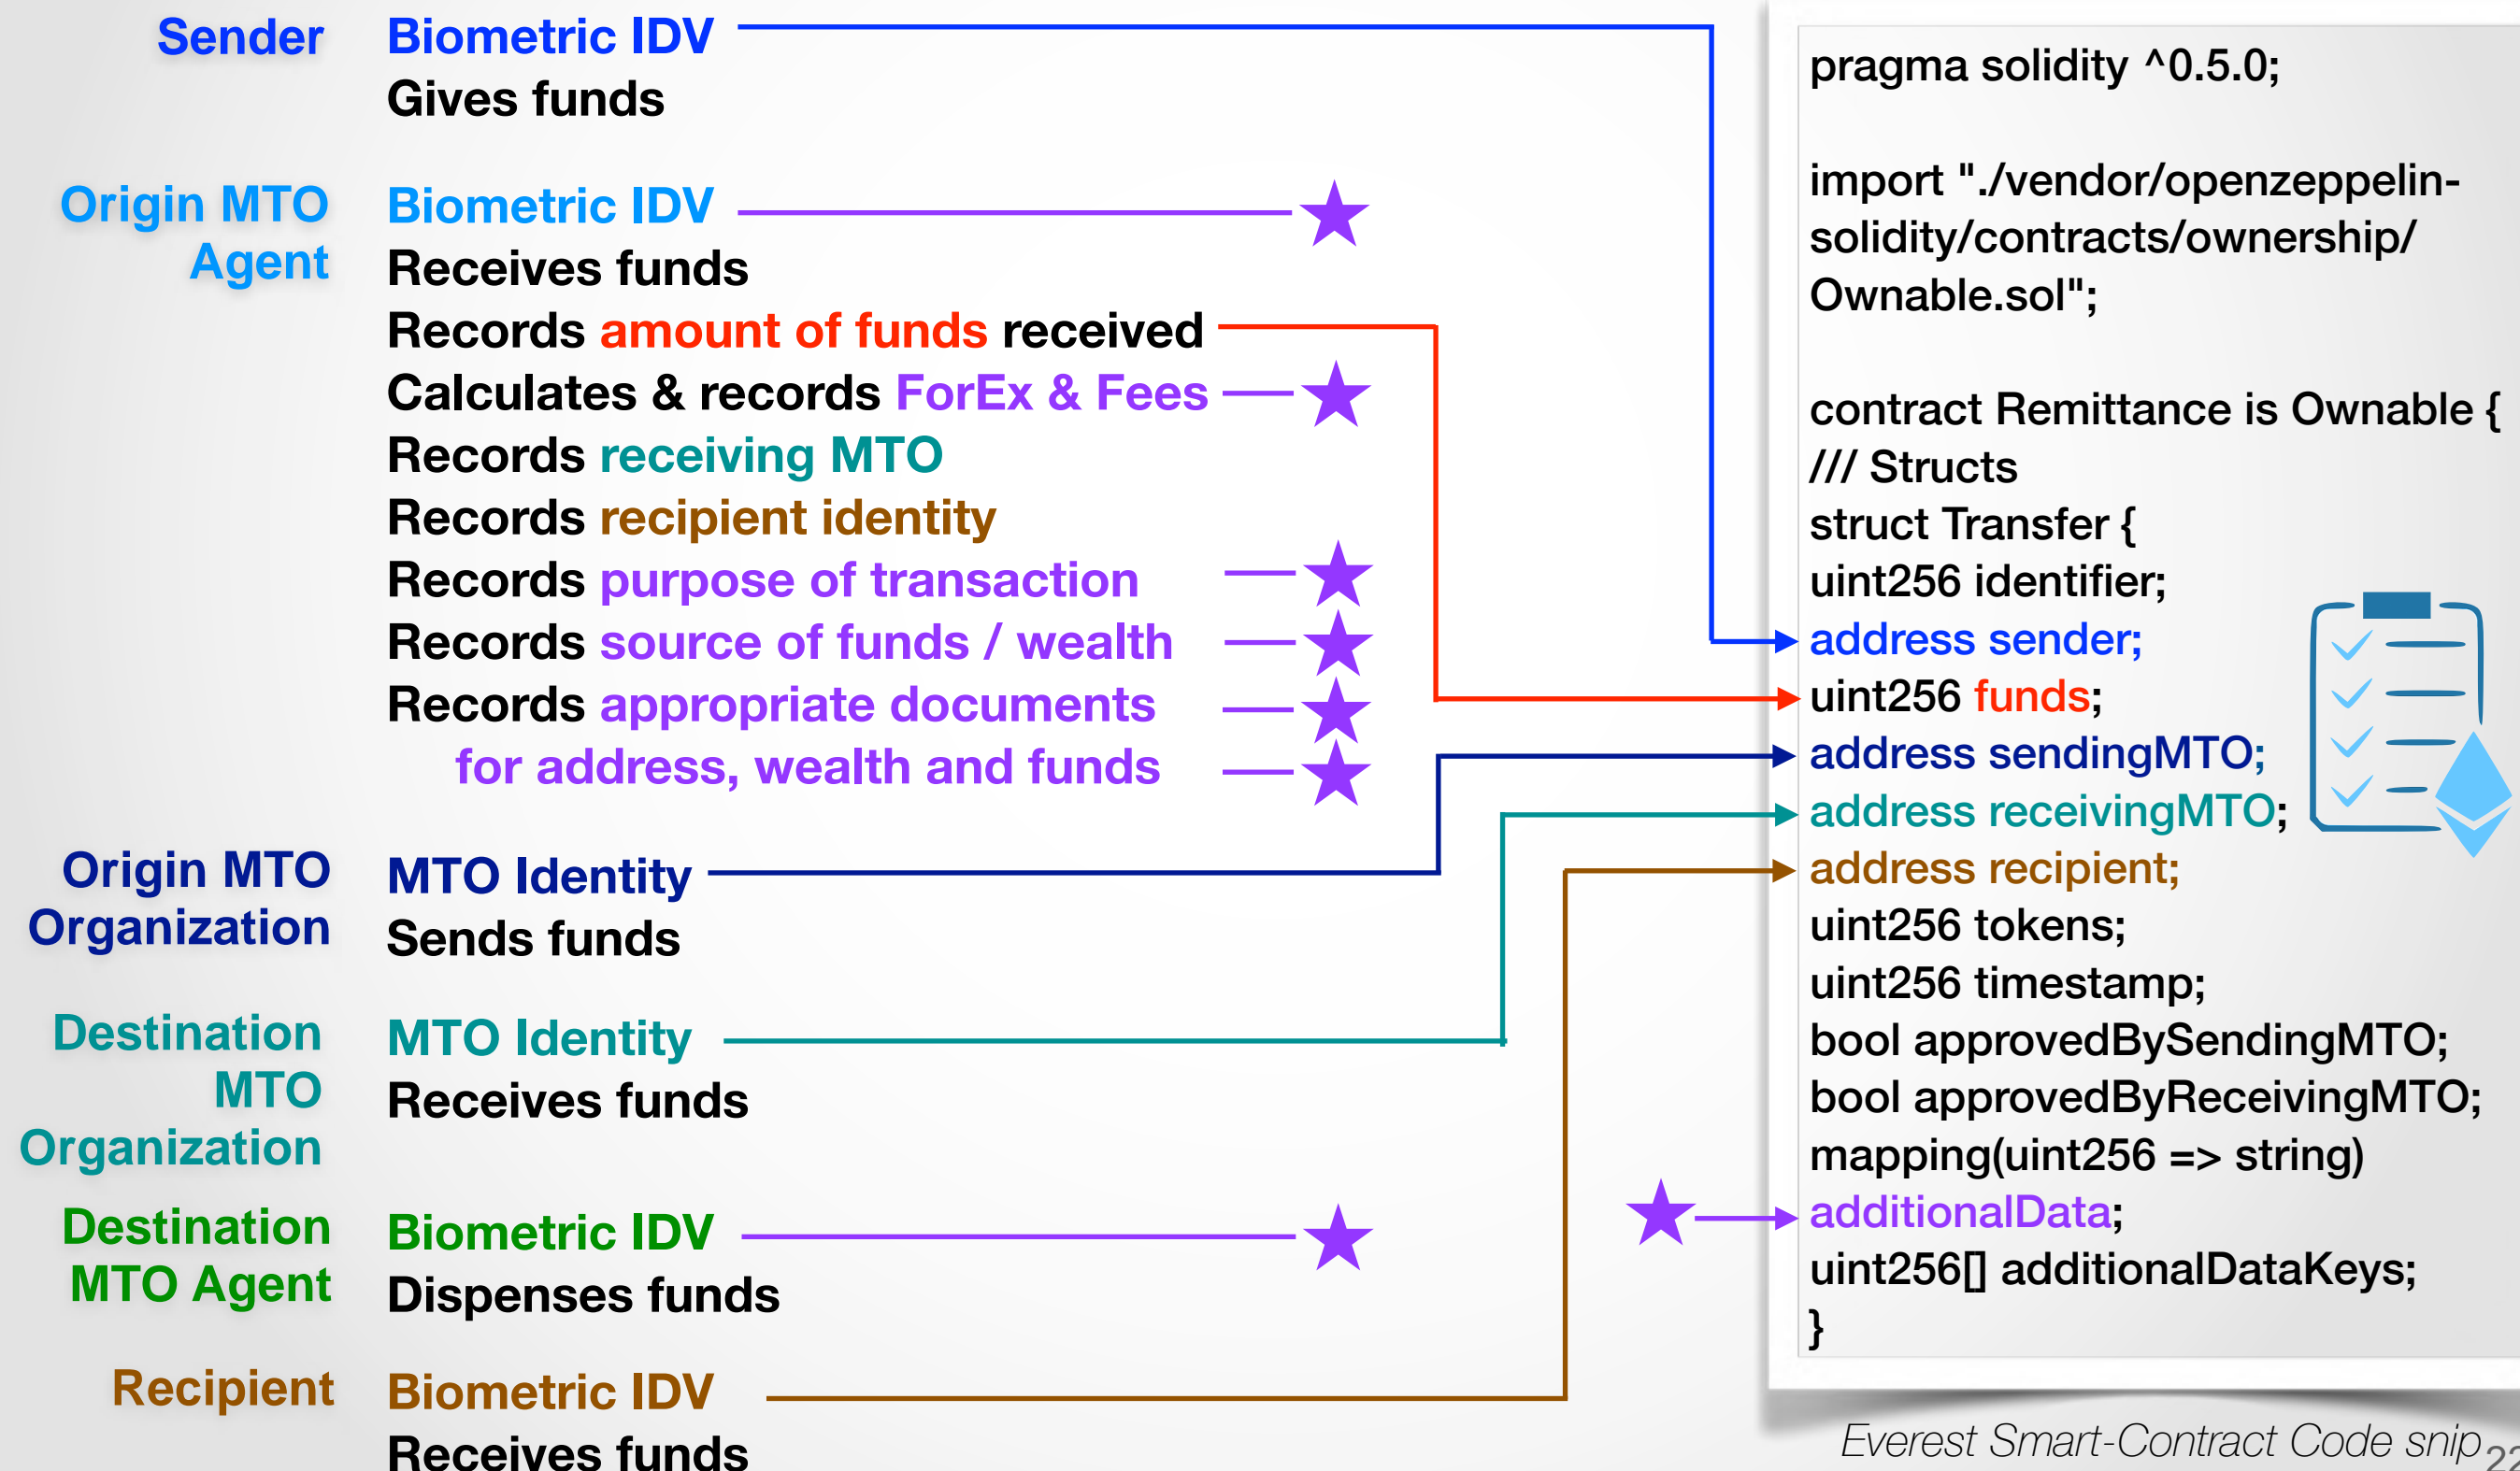 Sender
Biometric IDV
Gives funds
Origin MTO
Agent
Biometric IDV
Receives funds
Records amount of funds received
Calculates & records ForEx & Fees
Records receiving MTO
Records recipient identity
Records purpose of transaction
Records source of funds / wealth
Records appropriate documents
for address, wealth and funds
Origin MTO
Organization
MTO Identity
Sends funds
Destination
MTO
Organization
MTO Identity
Receives funds
Destination
MTO Agent
Biometric IDV
Dispenses funds
Recipient
Biometric IDV
Receives funds
pragma solidity ^0.5.0;
import "./vendor/openzeppelin-
solidity/contracts/ownership/
Ownable.sol";
contract Remittance is Ownable {
/// Structs
struct Transfer {
uint256 identifier;
address sender;
uint256 funds;
address sendingMTO;
address receivingMTO;
address recipient;
uint256 tokens;
uint256 timestamp;
bool approvedBySendingMTO;
bool approvedByReceivingMTO;
mapping(uint256 => string)
additionalData;
uint256[] additionalDataKeys;
}
Everest Smart-Contract Code snip
22